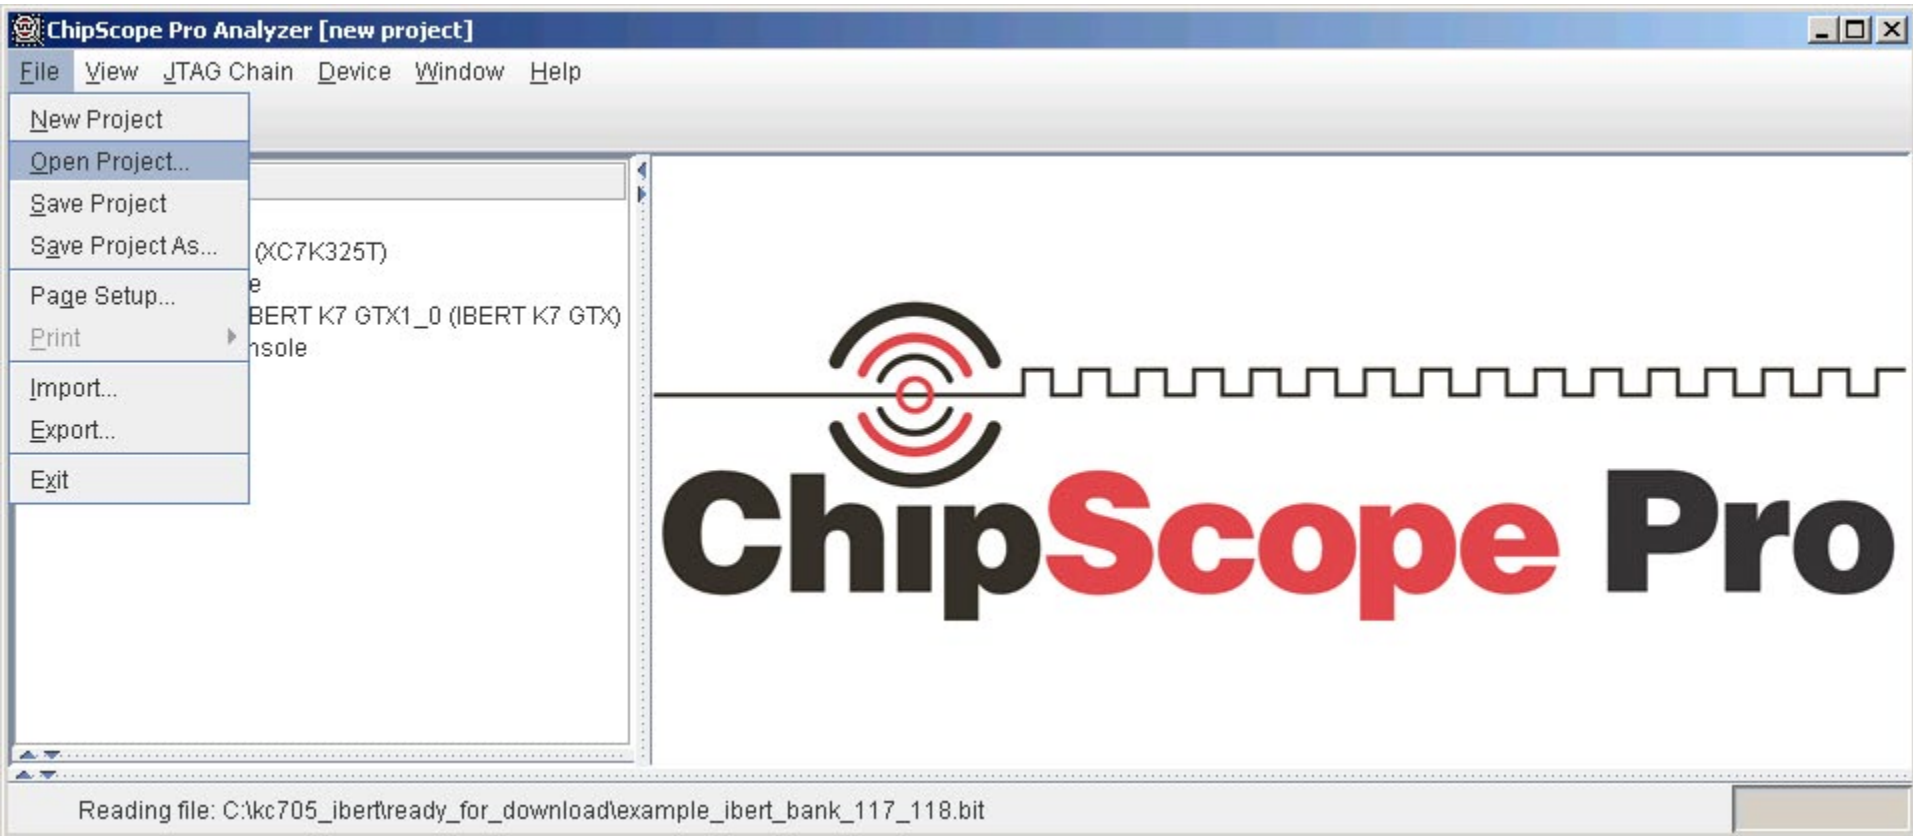 ChipScope Pro Analyzer [new project]
File View JTAG Chain Device Window Help
New Project
Open Project...
Save Project
Save Project As...
(XC7K325T)
Page Setup...
e
BERT K7 GTX1_0 (IBERT K7 GTX)
Print
nsole
Import...
Export...
Exit
ChipScope Pro
Reading file: C:\kc705_ibert\ready_for_download\example_ibert_bank_117_118.bit